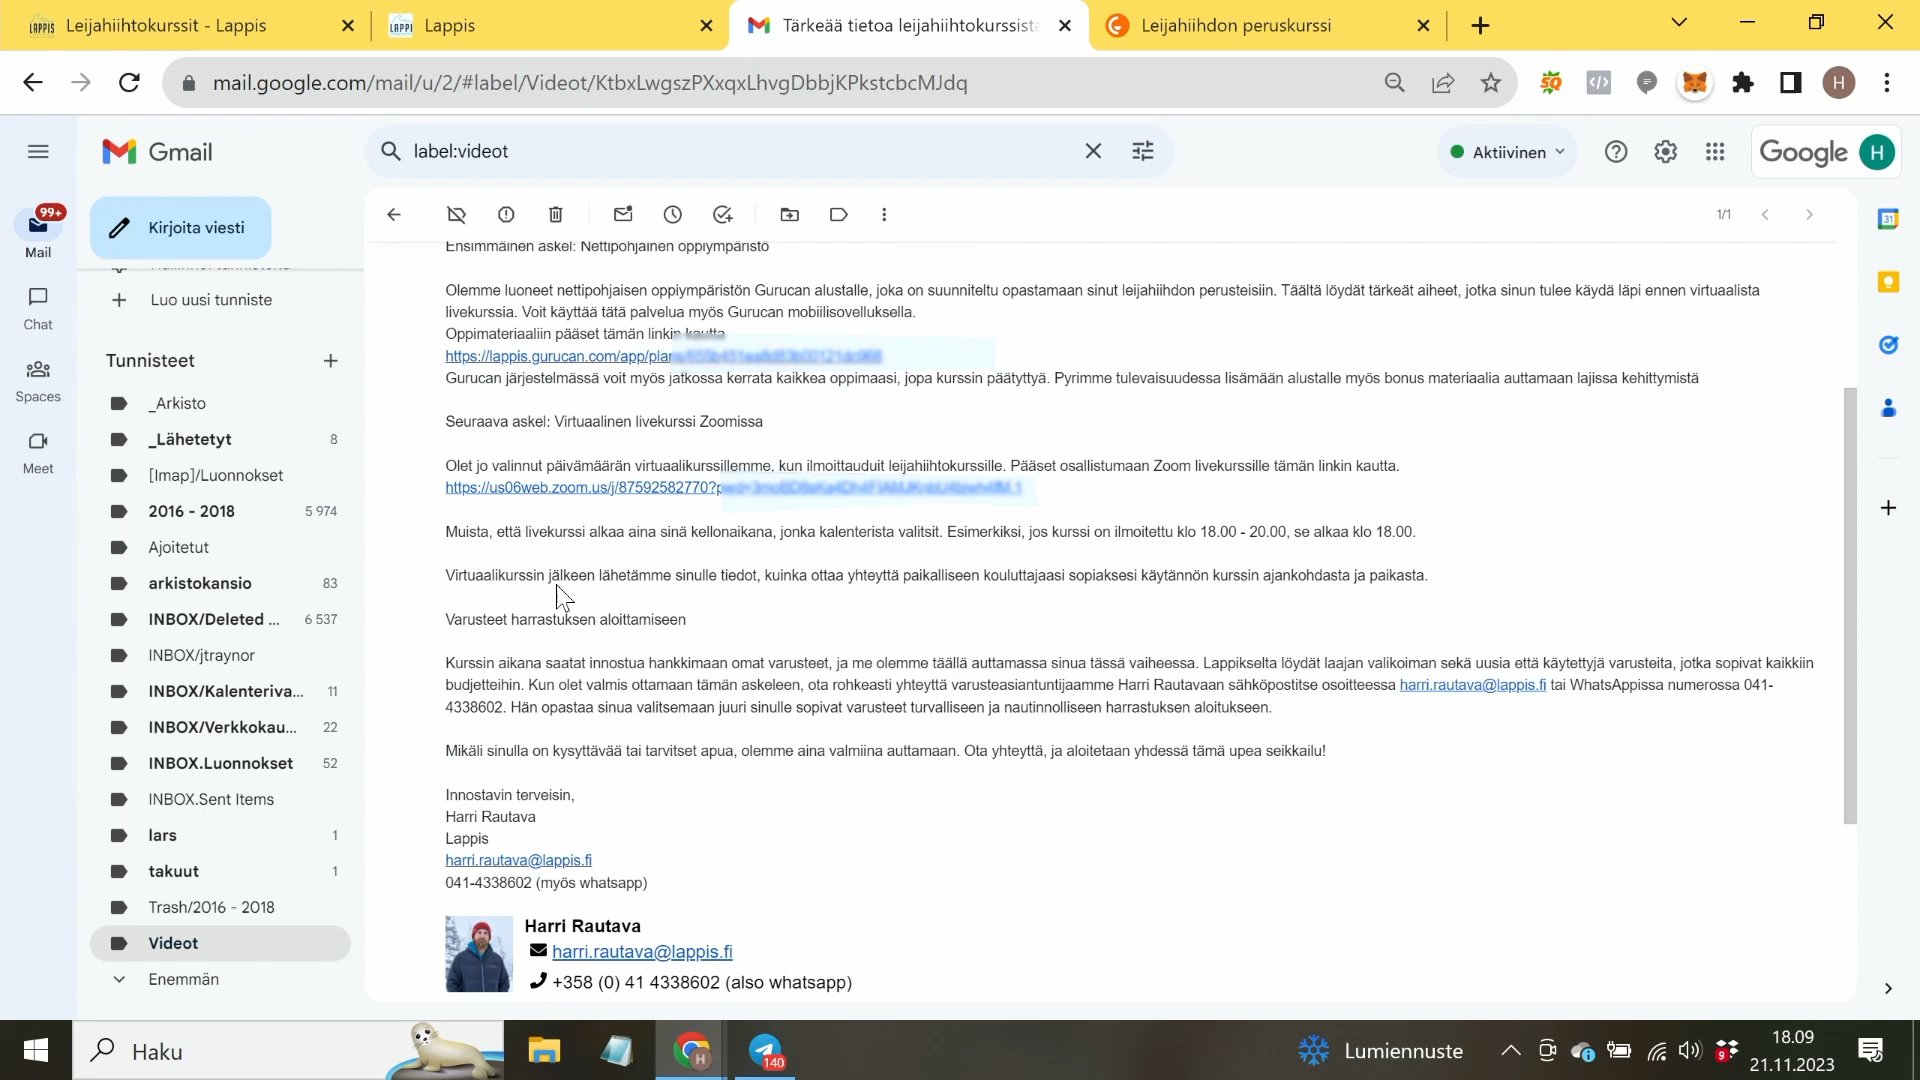 Leijahiihtokurssit - Lappis
Lappis
Tärkeää tietoa leijahiihtokurssista
Leijahiihdon peruskurssi
mail.google.com/mail/u/2/#label/Videot/KtbxLwgszPXxqxLhvgDbbjKPkstcbcMJdq
H
Gmail
label:videot
Aktiivinen
Google
H
99+
Mail
Chat
Spaces
Meet
Kirjoita viesti
Luo uusi tunniste
Tunnisteet
_Arkisto
_Lähetetyt 8
[Imap]/Luonnokset
2016 - 2018 5 974
Ajoitetut
arkistokansio 83
INBOX/Deleted ... 6 537
INBOX/jtraynor
INBOX/Kalenteriva... 11
INBOX/Verkkokau... 22
INBOX.Luonnokset 52
INBOX.Sent Items
lars 1
takuut 1
Trash/2016 - 2018
Videot
Enemmän
1/1
31
Ensimmäinen askel: Nettipohjainen oppiympäristö
Olemme luoneet nettipohjaisen oppiympäristön Gurucan alustalle, joka on suunniteltu opastamaan sinut leijahiihdon perusteisiin. Täältä löydät tärkeät aiheet, jotka sinun tulee käydä läpi ennen virtuaalista
livekurssia. Voit käyttää tätä palvelua myös Gurucan mobiilisovelluksella.
Oppimateriaaliin pääset tämän linkin kautta
https://lappis.gurucan.com/app/plan
Gurucan järjestelmässä voit myös jatkossa kerrata kaikkea oppimaasi, jopa kurssin päätyttyä. Pyrimme tulevaisuudessa lisämään alustalle myös bonus materiaalia auttamaan lajissa kehittymistä
Seuraava askel: Virtuaalinen livekurssi Zoomissa
Olet jo valinnut päivämäärän virtuaalikurssillemme, kun ilmoittauduit leijahiihtokurssille. Pääset osallistumaan Zoom livekurssille tämän linkin kautta.
https://us06web.zoom.us/j/87592582770?p
Muista, että livekurssi alkaa aina sinä kellonaikana, jonka kalenterista valitsit. Esimerkiksi, jos kurssi on ilmoitettu klo 18.00 - 20.00, se alkaa klo 18.00.
Virtuaalikurssin jälkeen lähetämme sinulle tiedot, kuinka ottaa yhteyttä paikalliseen kouluttajaasi sopiaksesi käytännön kurssin ajankohdasta ja paikasta.
Varusteet harrastuksen aloittamiseen
Kurssin aikana saatat innostua hankkimaan omat varusteet, ja me olemme täällä auttamassa sinua tässä vaiheessa. Lappikselta löydät laajan valikoiman sekä uusia että käytettyjä varusteita, jotka sopivat kaikkiin
budjetteihin. Kun olet valmis ottamaan tämän askeleen, ota rohkeasti yhteyttä varusteasiantuntijaamme Harri Rautavaan sähköpostitse osoitteessa harri.rautava@lappis.fi tai WhatsAppissa numerossa 041-
4338602. Hän opastaa sinua valitsemaan juuri sinulle sopivat varusteet turvalliseen ja nautinnolliseen harrastuksen aloitukseen.
Mikäli sinulla on kysyttävää tai tarvitset apua, olemme aina valmiina auttamaan. Ota yhteyttä, ja aloitetaan yhdessä tämä upea seikkailu!
Innostavin terveisin,
Harri Rautava
Lappis
harri.rautava@lappis.fi
041-4338602 (myös whatsapp)
Harri Rautava
harri.rautava@lappis.fi
+358 (0) 41 4338602 (also whatsapp)
Haku
140
Lumiennuste
9
18.09
21.11.2023